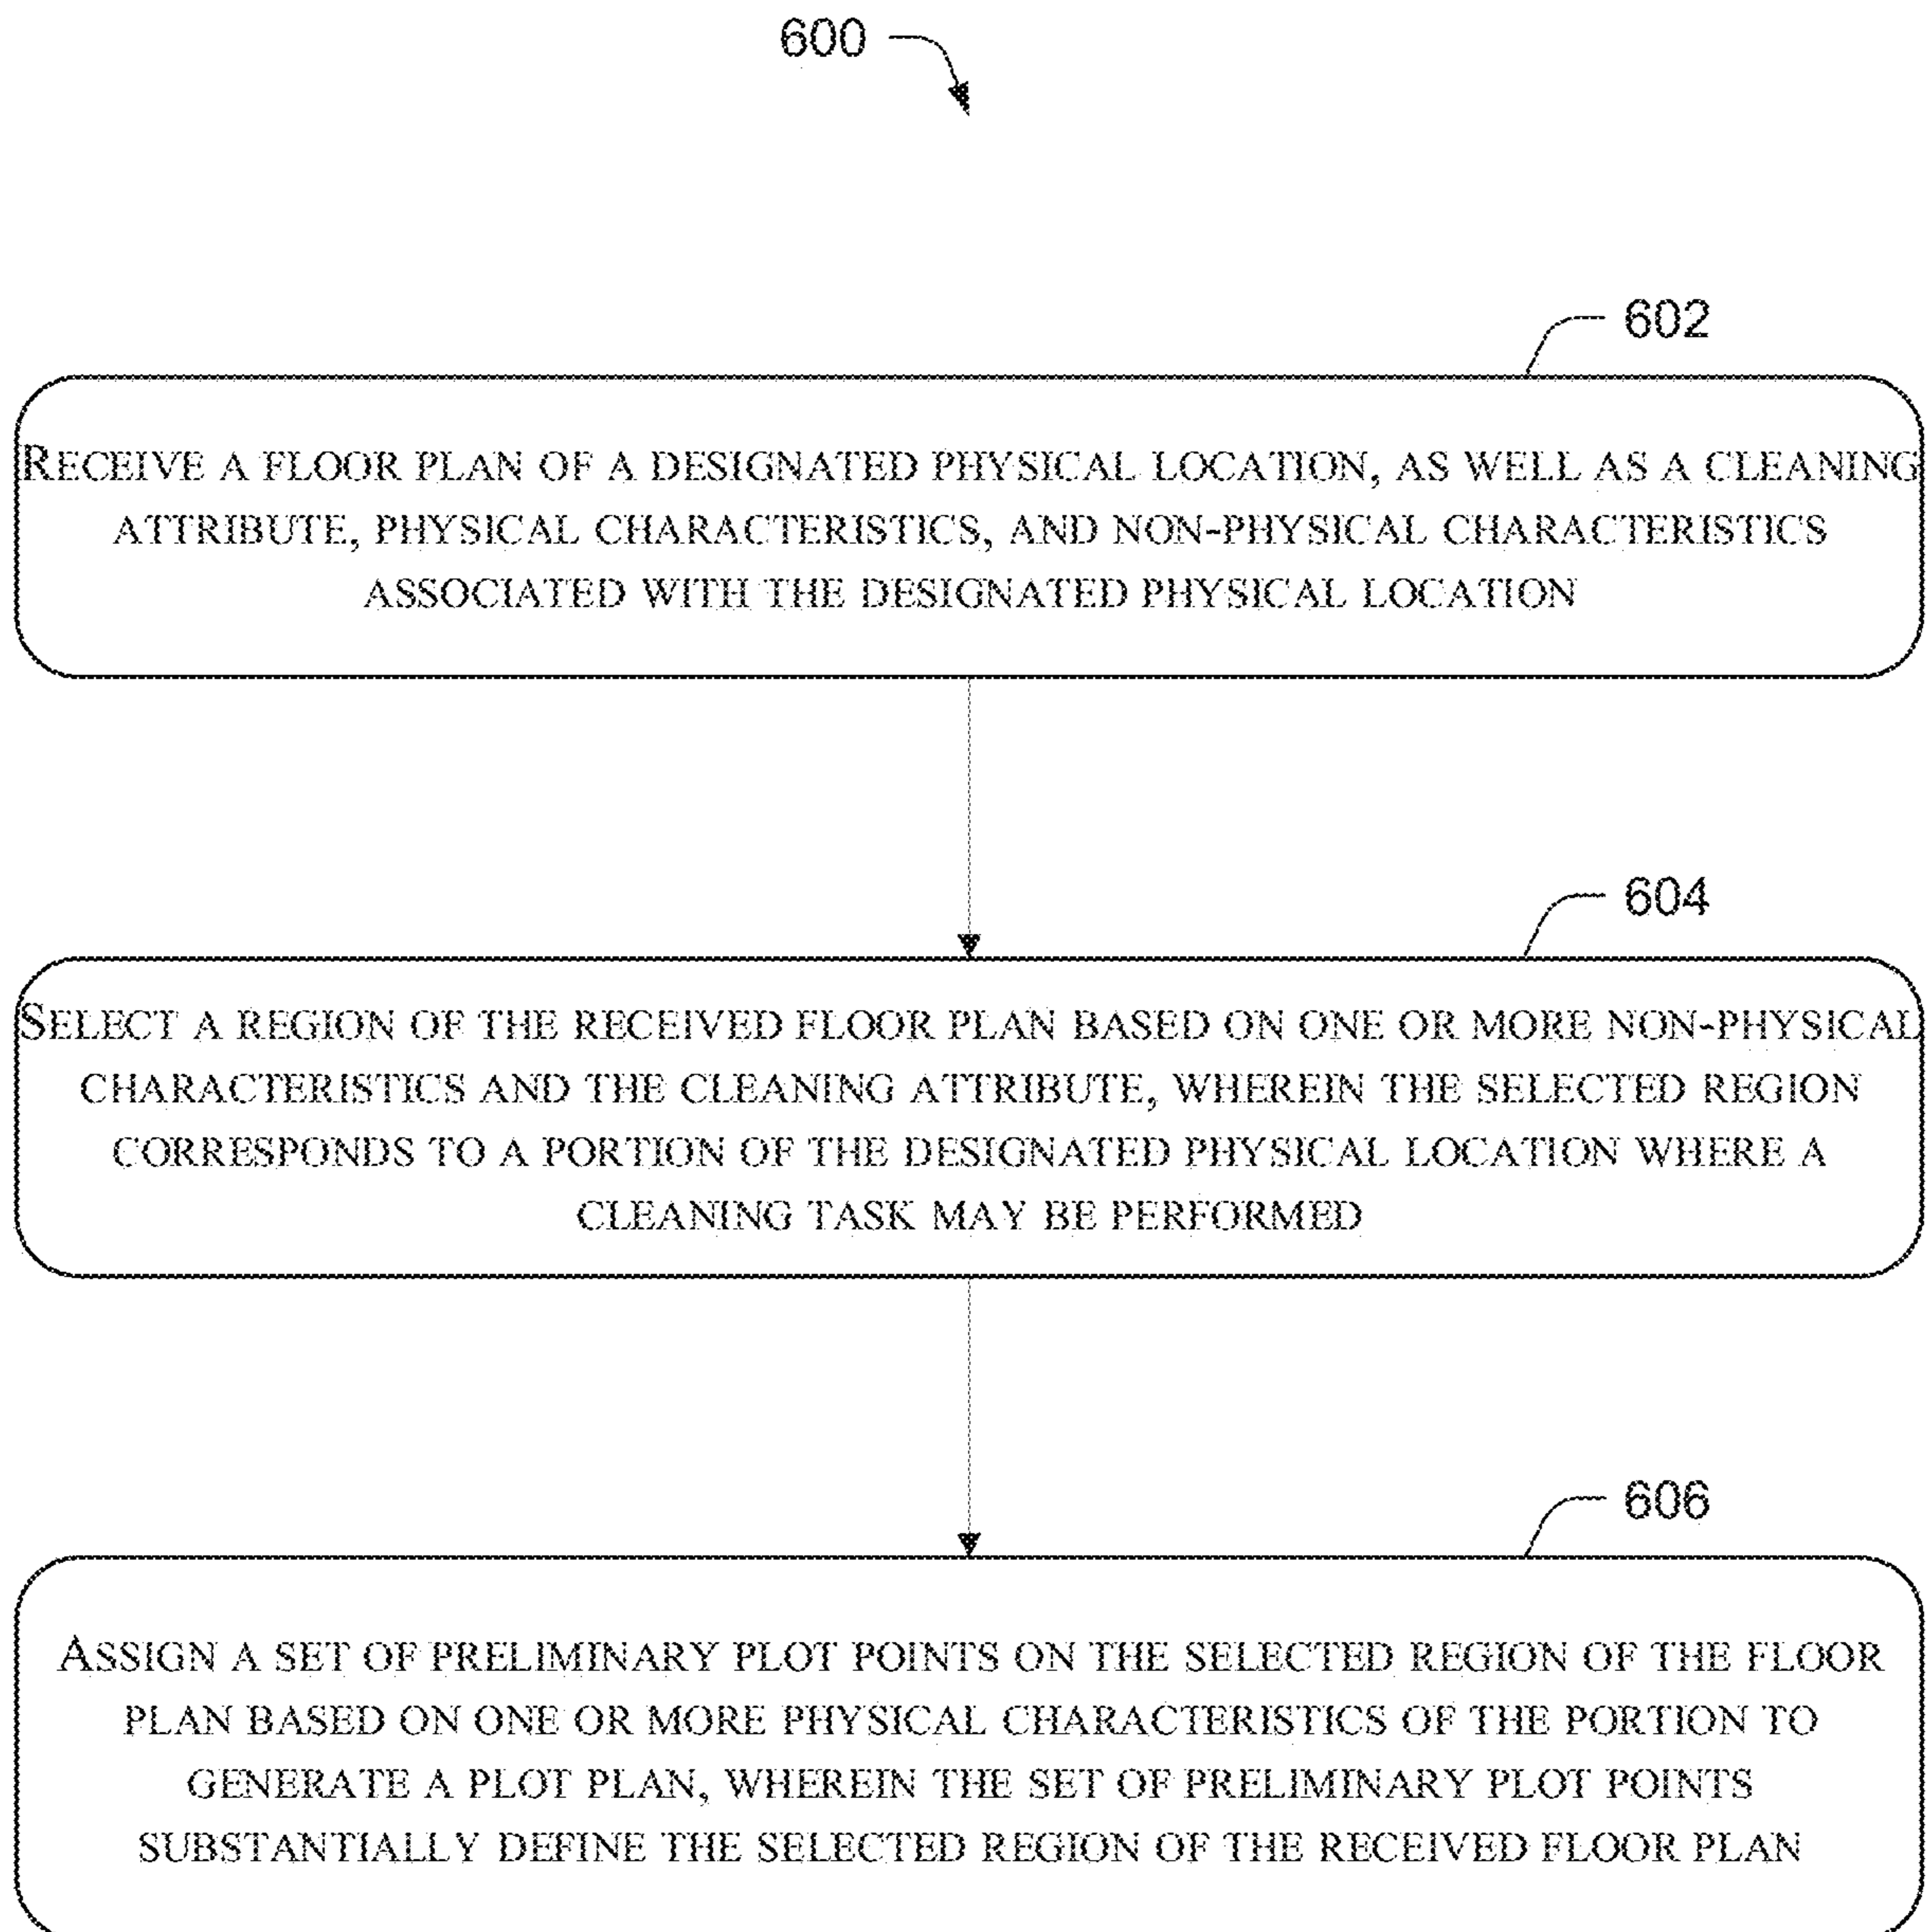 600
602
RECEIVE A FLOOR PLAN OF A DESIGNATED PHYSICAL LOCATION, AS WELL AS A CLEANING
ATTRIBUTE, PHYSICAL CHARACTERISTICS, AND NON-PHYSICAL CHARACTERISTICS
ASSOCIATED WITH THE DESIGNATED PHYSICAL LOCATION
604
SELECT A REGION OF THE RECEIVED FLOOR PLAN BASED ON ONE OR MORE NON-PHYSICAL
CHARACTERISTICS AND THE CLEANING ATTRIBUTE, WHEREIN THE SELECTED REGION
CORRESPONDS TO A PORTION OF THE DESIGNATED PHYSICAL LOCATION WHERE A
CLEANING TASK MAY BE PERFORMED
606
ASSIGN A SET OF PRELIMINARY PLOT POINTS ON THE SELECTED REGION OF THE FLOOR
PLAN BASED ON ONE OR MORE PHYSICAL CHARACTERISTICS OF THE PORTION TO
GENERATE A PLOT PLAN, WHEREIN THE SET OF PRELIMINARY PLOT POINTS
SUBSTANTIALLY DEFINE THE SELECTED REGION OF THE RECEIVED FLOOR PLAN